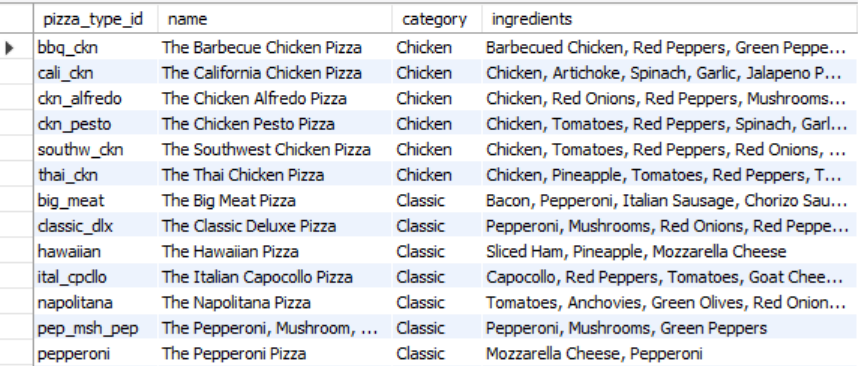 pizza_type_id name category ingredients
bbq_ckn The Barbecue Chicken Pizza Chicken Barbecued Chicken, Red Peppers, Green Peppe...
cali_ckn The California Chicken Pizza Chicken Chicken, Artichoke, Spinach, Garlic, Jalapeno P...
ckn_alfredo The Chicken Alfredo Pizza Chicken Chicken, Red Onions, Red Peppers, Mushrooms...
ckn_pesto The Chicken Pesto Pizza Chicken Chicken, Tomatoes, Red Peppers, Spinach, Garl...
southw_ckn The Southwest Chicken Pizza Chicken Chicken, Tomatoes, Red Peppers, Red Onions, ...
thai_ckn The Thai Chicken Pizza Chicken Chicken, Pineapple, Tomatoes, Red Peppers, T...
big_meat The Big Meat Pizza Classic Bacon, Pepperoni, Italian Sausage, Chorizo Sau...
classic_dlx The Classic Deluxe Pizza Classic Pepperoni, Mushrooms, Red Onions, Red Peppe...
hawaiian The Hawaiian Pizza Classic Sliced Ham, Pineapple, Mozzarella Cheese
ital_cpcllo The Italian Capocollo Pizza Classic Capocollo, Red Peppers, Tomatoes, Goat Chee...
napolitana The Napolitana Pizza Classic Tomatoes, Anchovies, Green Olives, Red Onion...
pep_msh_pep The Pepperoni, Mushroom, ... Classic Pepperoni, Mushrooms, Green Peppers
pepperoni The Pepperoni Pizza Classic Mozzarella Cheese, Pepperoni